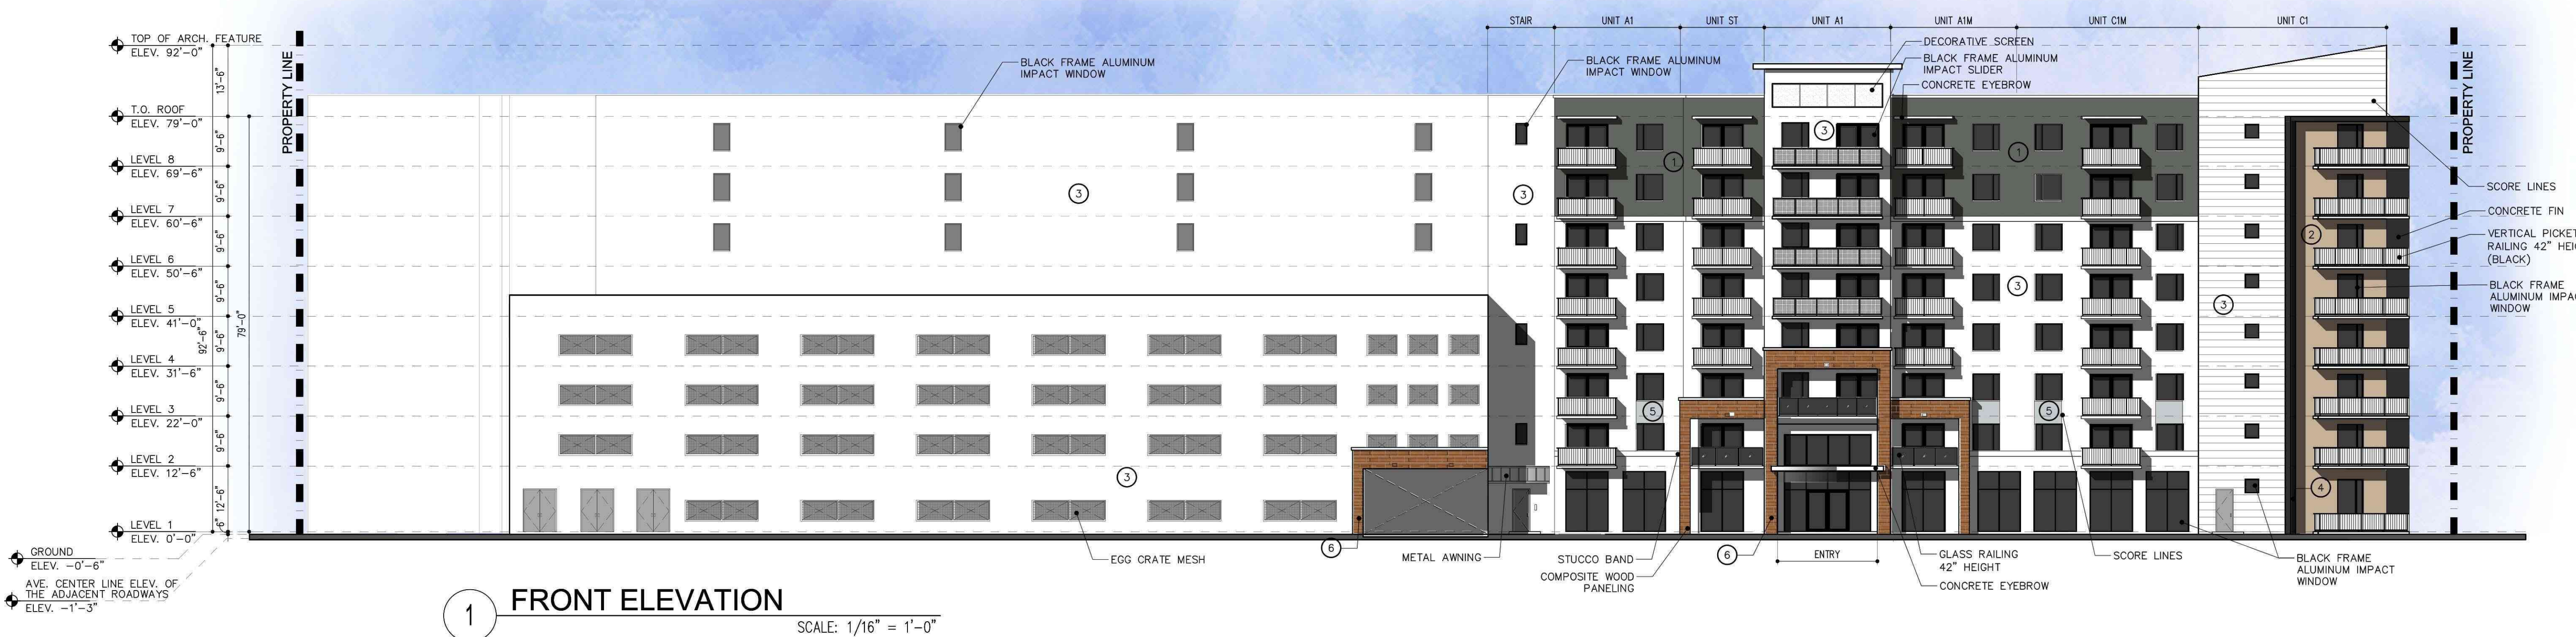 STAIR
UNIT A1
UNIT ST
UNIT A1
UNIT A1M
UNIT C1M
UNIT C1
TOP OF ARCH. FEATURE
ELEV. 92'-0"
T.O. ROOF
ELEV. 79'-0"
LEVEL 8
ELEV. 69'-6"
LEVEL 7
ELEV. 60'-6"
LEVEL 6
ELEV. 50'-6"
LEVEL 5
ELEV. 41'-0"
LEVEL 4
ELEV. 31'-6"
LEVEL 3
ELEV. 22'-0"
LEVEL 2
ELEV. 12'-6"
LEVEL 1
ELEV. 0'-0"
GROUND
ELEV. -0'-6"
AVE. CENTER LINE ELEV. OF
THE ADJACENT ROADWAYS
ELEV. -1'-3"
13'-6"
9'-6"
9'-6"
9'-6"
9'-6"
9'-6"
9'-6"
9'-6"
12'-6"
6"
92'-6"
79'-0"
PROPERTY LINE
BLACK FRAME ALUMINUM
IMPACT WINDOW
BLACK FRAME ALUMINUM
IMPACT WINDOW
DECORATIVE SCREEN
BLACK FRAME ALUMINUM
IMPACT SLIDER
CONCRETE EYEBROW
PROPERTY LINE
SCORE LINES
CONCRETE FIN
VERTICAL PICKET
RAILING 42" HEI
(BLACK)
BLACK FRAME
ALUMINUM IMPA
WINDOW
3
3
1
3
1
2
3
3
5
5
3
4
6
6
EGG CRATE MESH
METAL AWNING
STUCCO BAND
COMPOSITE WOOD
PANELING
ENTRY
GLASS RAILING
42" HEIGHT
CONCRETE EYEBROW
SCORE LINES
BLACK FRAME
ALUMINUM IMPACT
WINDOW
1
FRONT ELEVATION
SCALE: 1/16" = 1'-0"